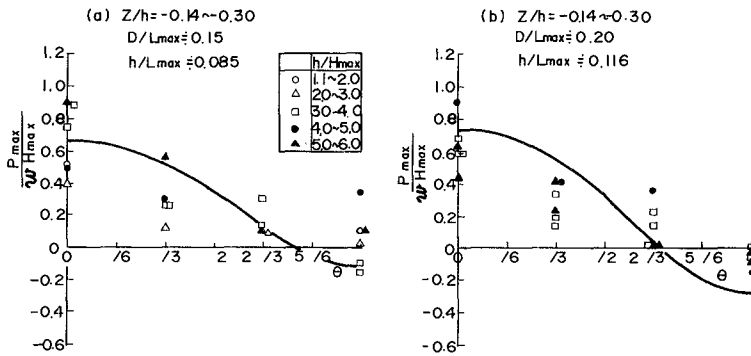 (a) Z/h=-0.14~-0.30
D/Lmax≒0.15
h/Lmax≒0.085
Pmax
w Hmax
1.0
0.8
0.6
0.4
0.2
0
-0.2
-0.4
-0.6
0 /6 /3 2 2 /3 5 /6
θ
h/Hmax
○ 1.1~2.0
△ 2.0~3.0
□ 3.0~4.0
● 4.0~5.0
▲ 5.0~6.0
(b) Z/h=-0.14~-0.30
D/Lmax≒0.20
h/Lmax≒0.116
Pmax
w Hmax
1.0
0.8
0.6
0.4
0.2
0
-0.2
-0.4
-0.6
0 /6 /3 /2 2 /3 5/6
θ